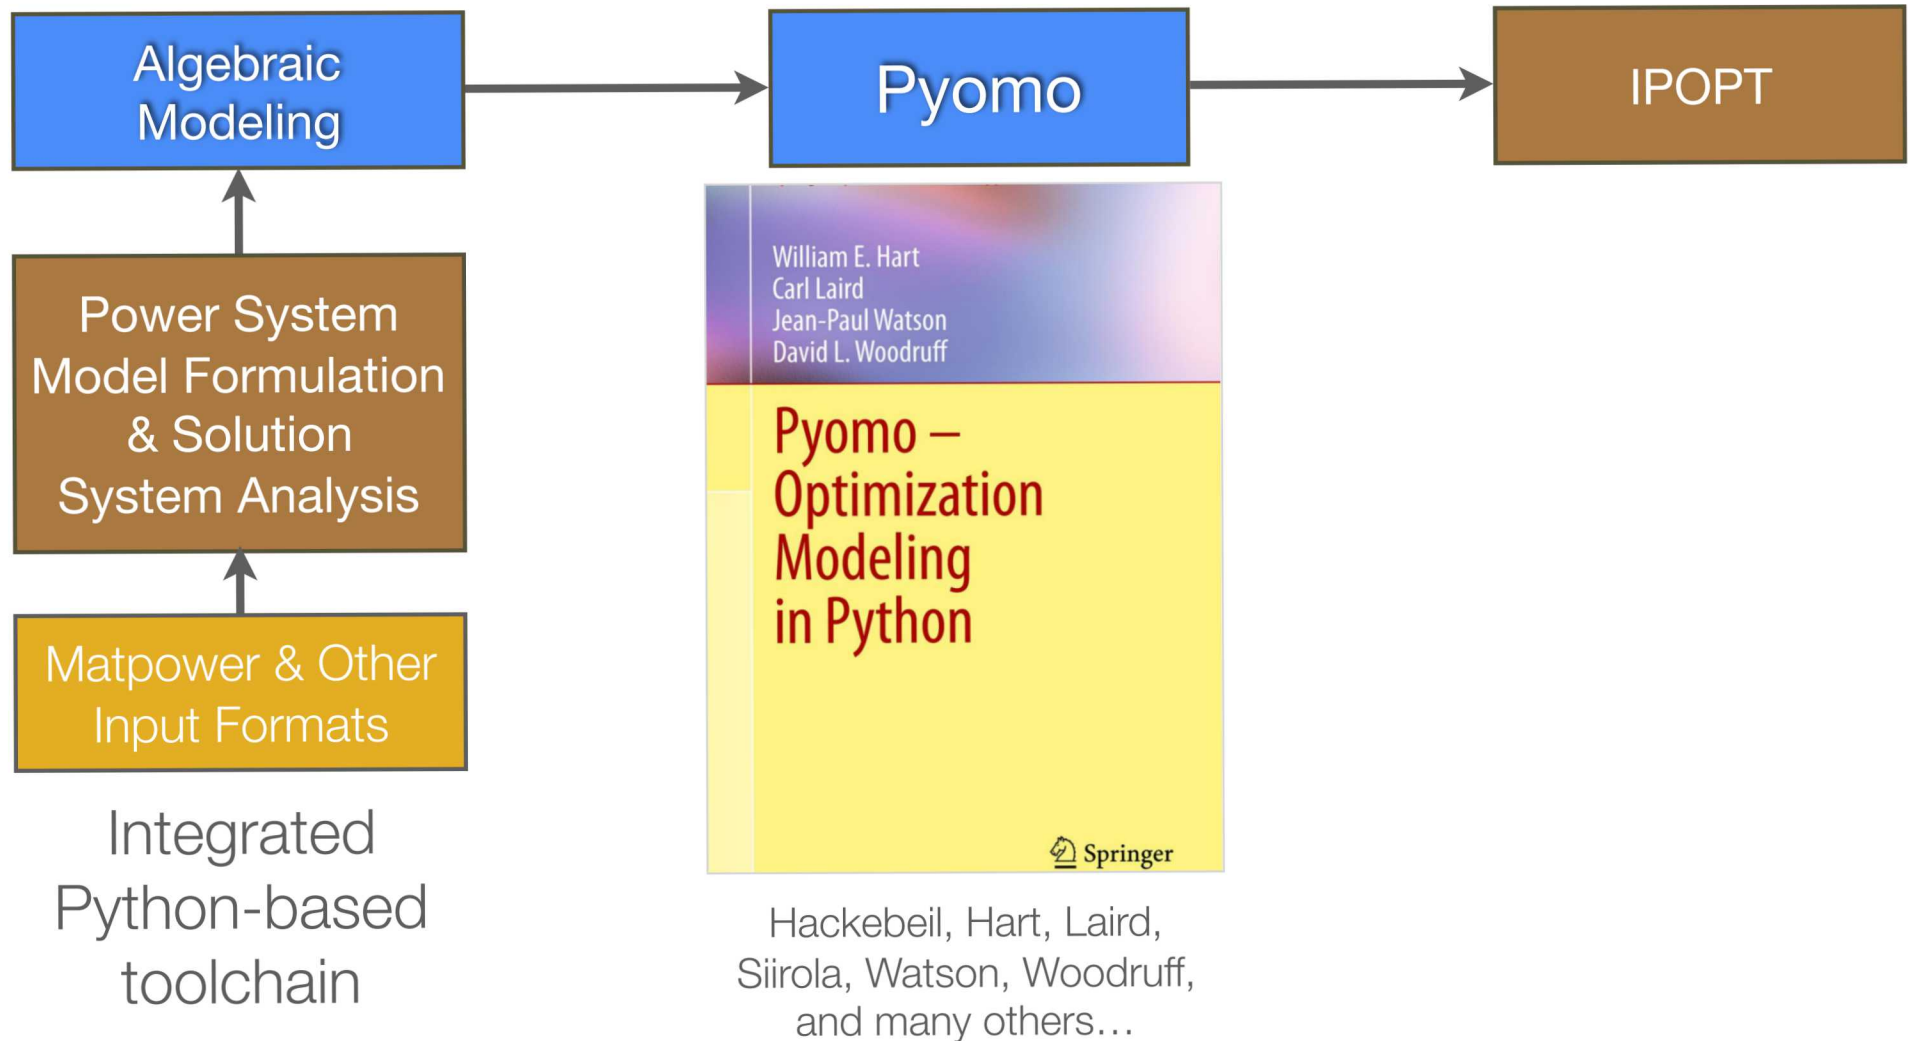 Algebraic
Modeling
Pyomo
IPOPT
Power System
Model Formulation
& Solution
System Analysis
Matpower & Other
Input Formats
Integrated
Python-based
toolchain
William E. Hart
Carl Laird
Jean-Paul Watson
David L. Woodruff
Pyomo –
Optimization
Modeling
in Python
Springer
Hackebeil, Hart, Laird,
Siirola, Watson, Woodruff,
and many others…